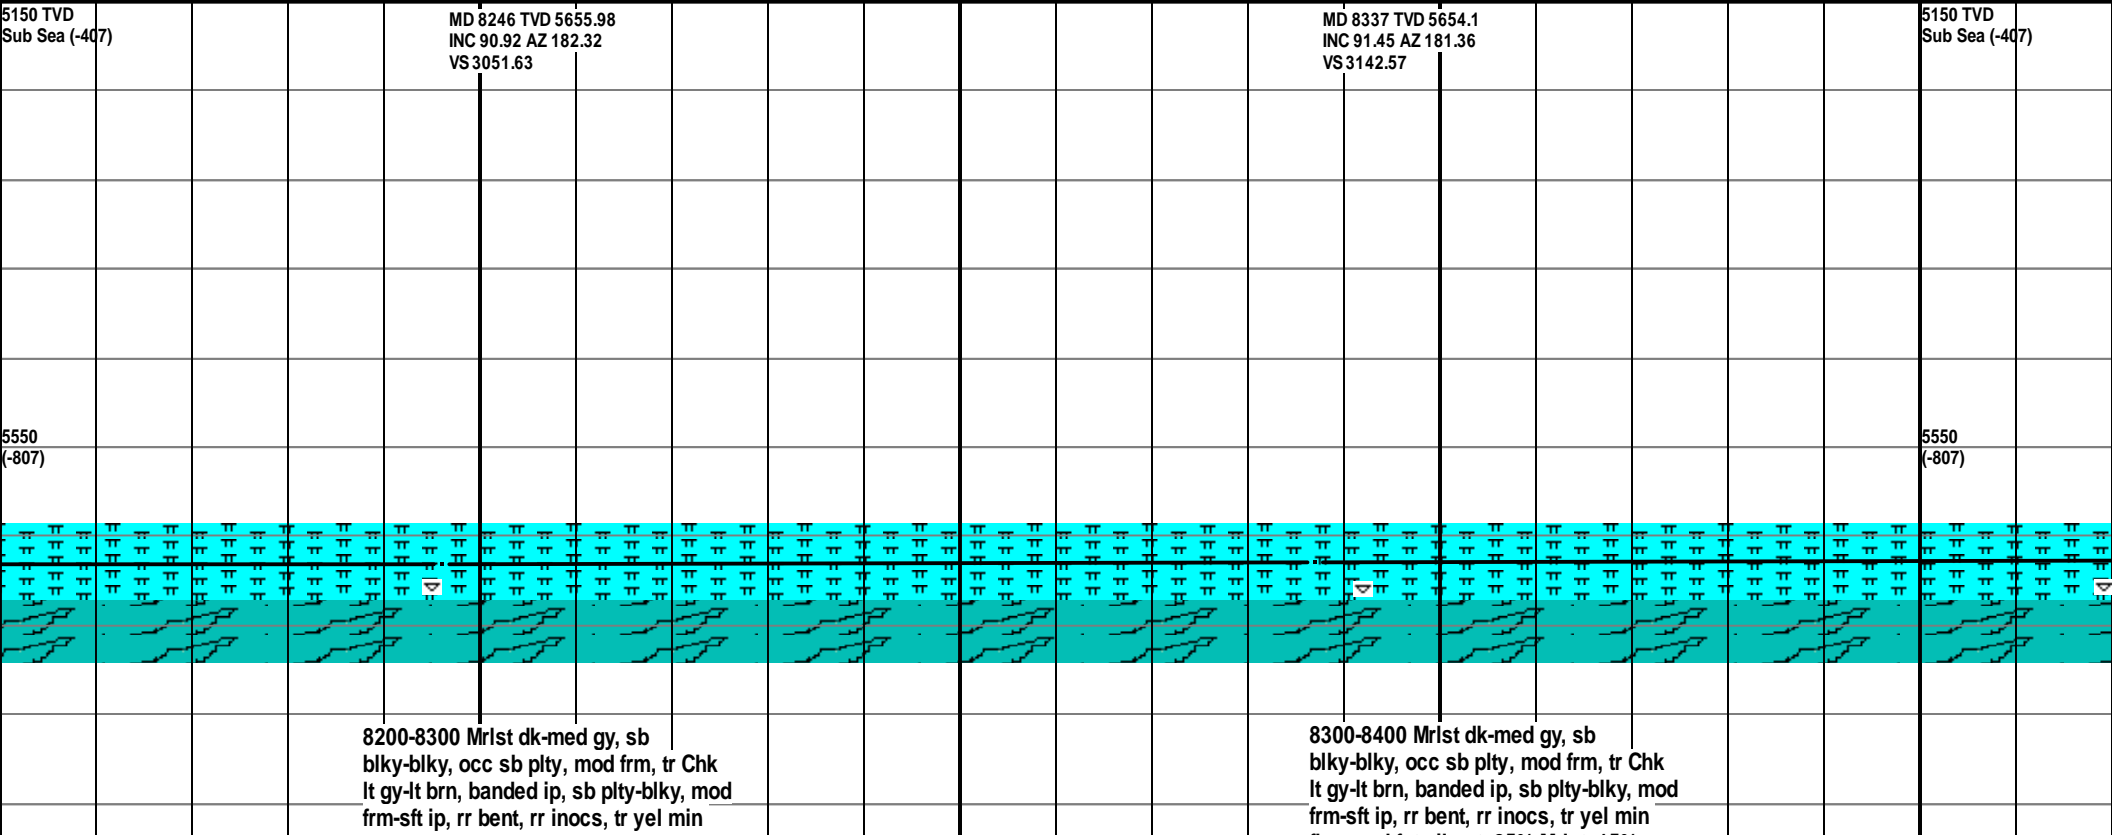 5150 TVD
Sub Sea (-407)
MD 8246 TVD 5655.98
INC 90.92 AZ 182.32
VS 3051.63
MD 8337 TVD 5654.1
INC 91.45 AZ 181.36
VS 3142.57
5150 TVD
Sub Sea (-407)
5550
(-807)
5550
(-807)
8200-8300 Mrlst dk-med gy, sb
blky-blky, occ sb plty, mod frm, tr Chk
lt gy-lt brn, banded ip, sb plty-blky, mod
frm-sft ip, rr bent, rr inocs, tr yel min
8300-8400 Mrlst dk-med gy, sb
blky-blky, occ sb plty, mod frm, tr Chk
lt gy-lt brn, banded ip, sb plty-blky, mod
frm-sft ip, rr bent, rr inocs, tr yel min